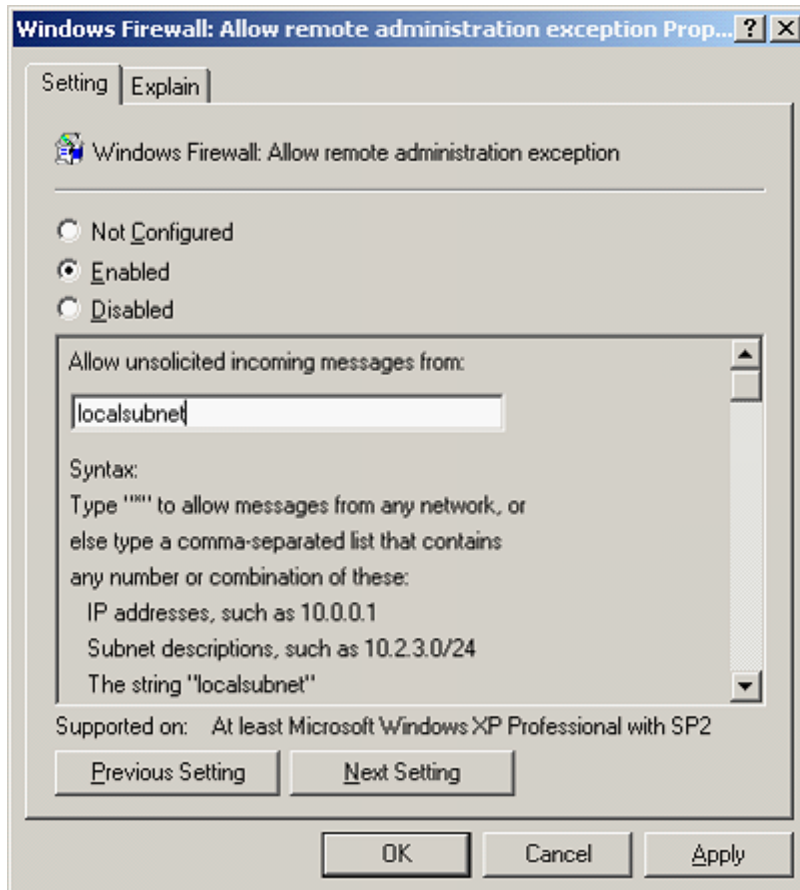 Windows Firewall: Allow remote administration exception Prop...
Setting
Explain
Windows Firewall: Allow remote administration exception
Not Configured
Enabled
Disabled
Allow unsolicited incoming messages from:
localsubnet
Syntax:
Type "*" to allow messages from any network, or
else type a comma-separated list that contains
any number or combination of these:
IP addresses, such as 10.0.0.1
Subnet descriptions, such as 10.2.3.0/24
The string "localsubnet"
Supported on: At least Microsoft Windows XP Professional with SP2
Previous Setting
Next Setting
OK
Cancel
Apply